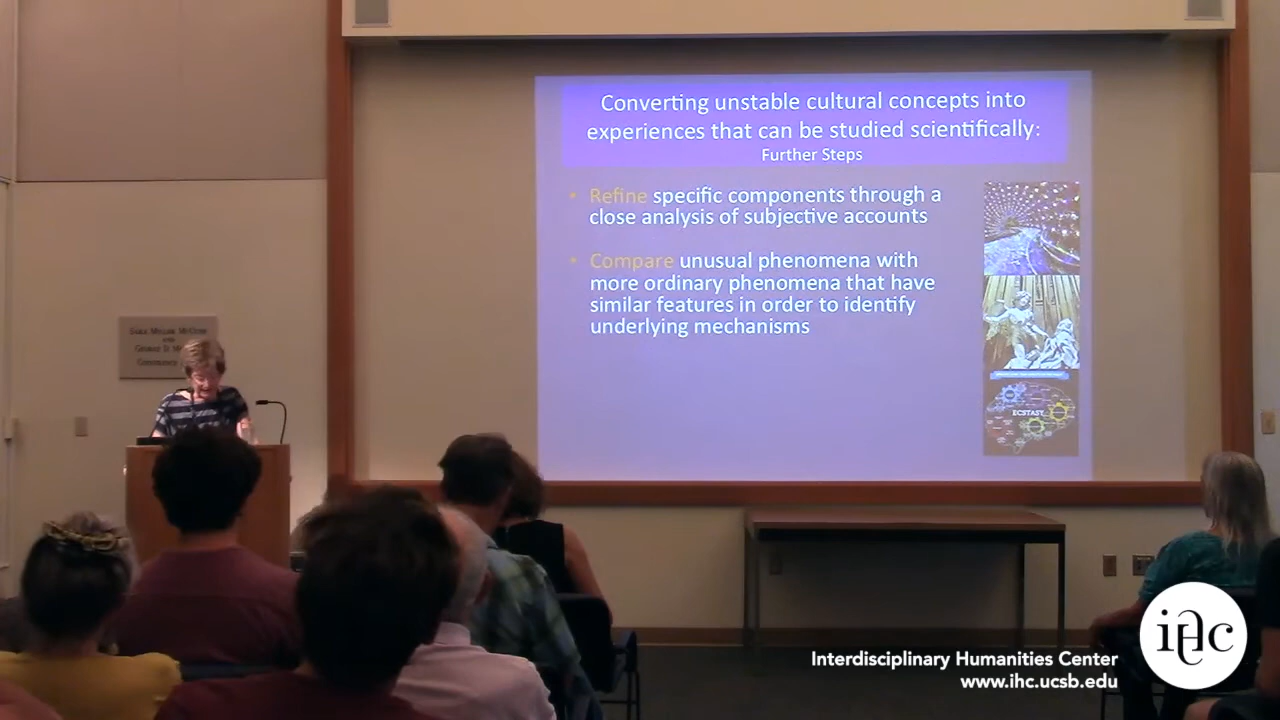 Converting unstable cultural concepts into
experiences that can be studied scientifically:
Further Steps
• Refine specific components through a
close analysis of subjective accounts
• Compare unusual phenomena with
more ordinary phenomena that have
similar features in order to identify
underlying mechanisms
ECSTASY
Interdisciplinary Humanities Center
www.ihc.ucsb.edu
ihc